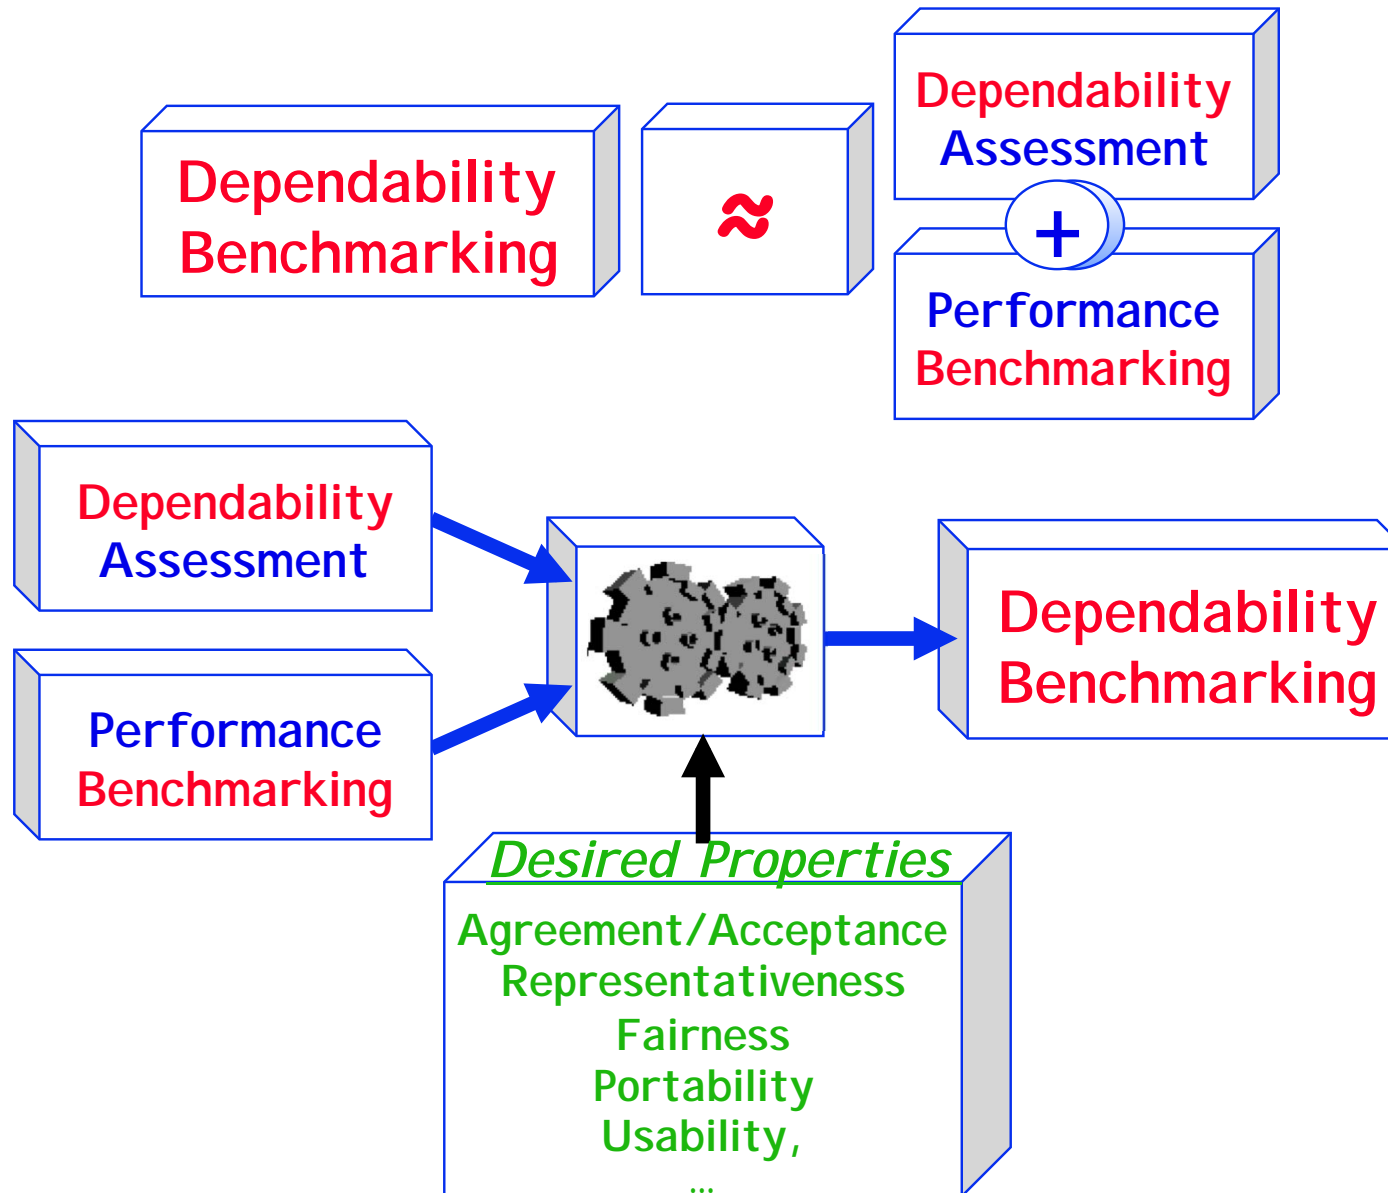 Dependability
Benchmarking
≈
Dependability
Assessment
+
Performance
Benchmarking
Dependability
Assessment
Performance
Benchmarking
Dependability
Benchmarking
Desired Properties
Agreement/Acceptance
Representativeness
Fairness
Portability
Usability,
...